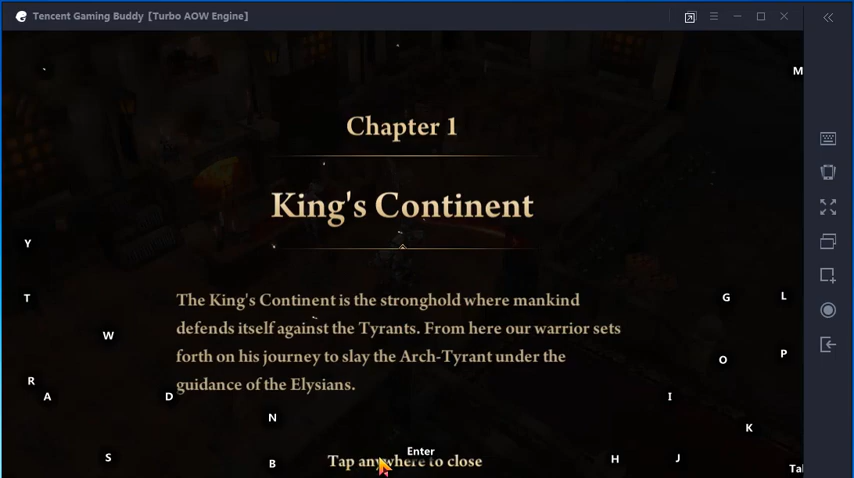 Tencent Gaming Buddy [Turbo AOW Engine]
M
Chapter 1
King's Continent
Y
The King's Continent is the stronghold where mankind
defends itself against the Tyrants. From here our warrior sets
forth on his journey to slay the Arch-Tyrant under the
guidance of the Elysians.
T
G
L
W
O
P
R
A
D
I
N
K
Enter
Tap anywhere to close
S
B
H
J
Ta